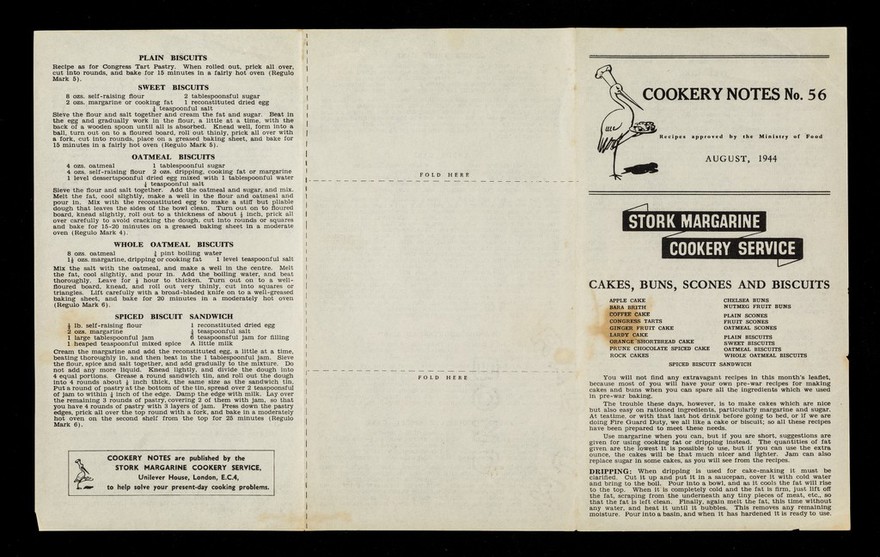 PLAIN BISCUITS
Recipe as for Congress Tart Pastry. When rolled out, prick all over,
cut into rounds, and bake for 15 minutes in a fairly hot oven (Regulo
Mark 5).
SWEET BISCUITS
8 ozs. self-raising flour 2 tablespoonsful sugar
2 ozs. margarine or cooking fat 1 reconstituted dried egg
¼ teaspoonful salt
Sieve the flour and salt together and cream the fat and sugar. Beat in
the egg and gradually work in the flour, a little at a time, with the
back of a wooden spoon until all is absorbed. Knead well, form into a
ball, turn out on to a floured board, roll out thinly, prick all over with
a fork, cut into rounds, place on a greased baking sheet, and bake for
15 minutes in a fairly hot oven (Regulo Mark 5).
OATMEAL BISCUITS
4 ozs. oatmeal 1 tablespoonful sugar
4 ozs. self-raising flour 2 ozs. dripping, cooking fat or margarine
1 level dessertspoonful dried egg mixed with 1 tablespoonful water
¼ teaspoonful salt
Sieve the flour and salt together. Add the oatmeal and sugar, and mix.
Melt the fat, cool slightly, make a well in the flour and oatmeal and
pour in. Mix with the reconstituted egg to make a stiff but pliable
dough that leaves the sides of the bowl clean. Turn out on to floured
board, knead slightly, roll out to a thickness of about ¼ inch, prick all
over carefully to avoid cracking the dough, cut into rounds or squares
and bake for 15-20 minutes on a greased baking sheet in a moderate
oven (Regulo Mark 4).
WHOLE OATMEAL BISCUITS
8 ozs. oatmeal ¼ pint boiling water
1½ ozs. margarine, dripping or cooking fat 1 level teaspoonful salt
Mix the salt with the oatmeal, and make a well in the centre. Melt
the fat, cool slightly, and pour in. Add the boiling water, and beat
thoroughly. Leave for ½ hour to thicken. Turn out on to a well-
floured board, knead, and roll out very thinly, cut into squares or
triangles. Lift carefully with a broad-bladed knife on to a well-greased
baking sheet, and bake for 20 minutes in a moderately hot oven
(Regulo Mark 6).
SPICED BISCUIT SANDWICH
½ lb. self-raising flour 1 reconstituted dried egg
2 ozs. margarine ¼ teaspoonful salt
1 large tablespoonful jam 6 teaspoonsful jam for filling
1 heaped teaspoonful mixed spice A little milk
Cream the margarine and add the reconstituted egg, a little at a time,
beating thoroughly in, and then beat in the 1 tablespoonful jam. Sieve
the flour, spice and salt together, and add gradually to the mixture. Do
not add any more liquid. Knead lightly, and divide the dough into
4 equal portions. Grease a round sandwich tin, and roll out the dough
into 4 rounds about ¼ inch thick, the same size as the sandwich tin.
Put a round of pastry at the bottom of the tin, spread over 2 teaspoonsful
of jam to within ¼ inch of the edge. Damp the edge with milk. Lay over
the remaining 3 rounds of pastry, covering 2 of them with jam, so that
you have 4 rounds of pastry with 3 layers of jam. Press down the pastry
edges, prick all over the top round with a fork, and bake in a moderately
hot oven on the second shelf from the top for 25 minutes (Regulo
Mark 6).
COOKERY NOTES are published by the
STORK MARGARINE COOKERY SERVICE,
Unilever House, London, E.C.4,
to help solve your present-day cooking problems.
FOLD HERE
FOLD HERE
COOKERY NOTES No. 56
Recipes approved by the Ministry of Food
AUGUST, 1944
STORK MARGARINE
COOKERY SERVICE
CAKES, BUNS, SCONES AND BISCUITS
APPLE CAKE
BARA BRITH
COFFEE CAKE
CONGRESS TARTS
GINGER FRUIT CAKE
LARDY CAKE
ORANGE SHORTBREAD CAKE
PRUNE CHOCOLATE SPICED CAKE
ROCK CAKES
CHELSEA BUNS
NUTMEG FRUIT BUNS
PLAIN SCONES
FRUIT SCONES
OATMEAL SCONES
PLAIN BISCUITS
SWEET BISCUITS
OATMEAL BISCUITS
WHOLE OATMEAL BISCUITS
SPICED BISCUIT SANDWICH
You will not find any extravagant recipes in this month's leaflet,
because most of you will have your own pre-war recipes for making
cakes and buns when you can spare all the ingredients which we used
in pre-war baking.
The trouble these days, however, is to make cakes which are nice
but also easy on rationed ingredients, particularly margarine and sugar.
At teatime, or with that last hot drink before going to bed, or if we are
doing Fire Guard Duty, we all like a cake or biscuit; so all these recipes
have been prepared to meet these needs.
Use margarine when you can, but if you are short, suggestions are
given for using cooking fat or dripping instead. The quantities of fat
given are the lowest it is possible to use, but if you can use the extra
ounce, the cakes will be that much nicer and lighter. Jam can also
replace sugar in some cakes, as you will see from the recipes.
DRIPPING: When dripping is used for cake-making it must be
clarified. Cut it up and put it in a saucepan, cover it with cold water
and bring to the boil. Pour into a bowl, and as it cools the fat will rise
to the top. When it is completely cold and the fat is firm, just lift off
the fat, scraping from the underneath any tiny pieces of meat, etc., so
that the fat is left clean. Finally, again melt the fat, this time without
any water, and heat it until it bubbles. This removes any remaining
moisture. Pour into a basin, and when it has hardened it is ready to use.